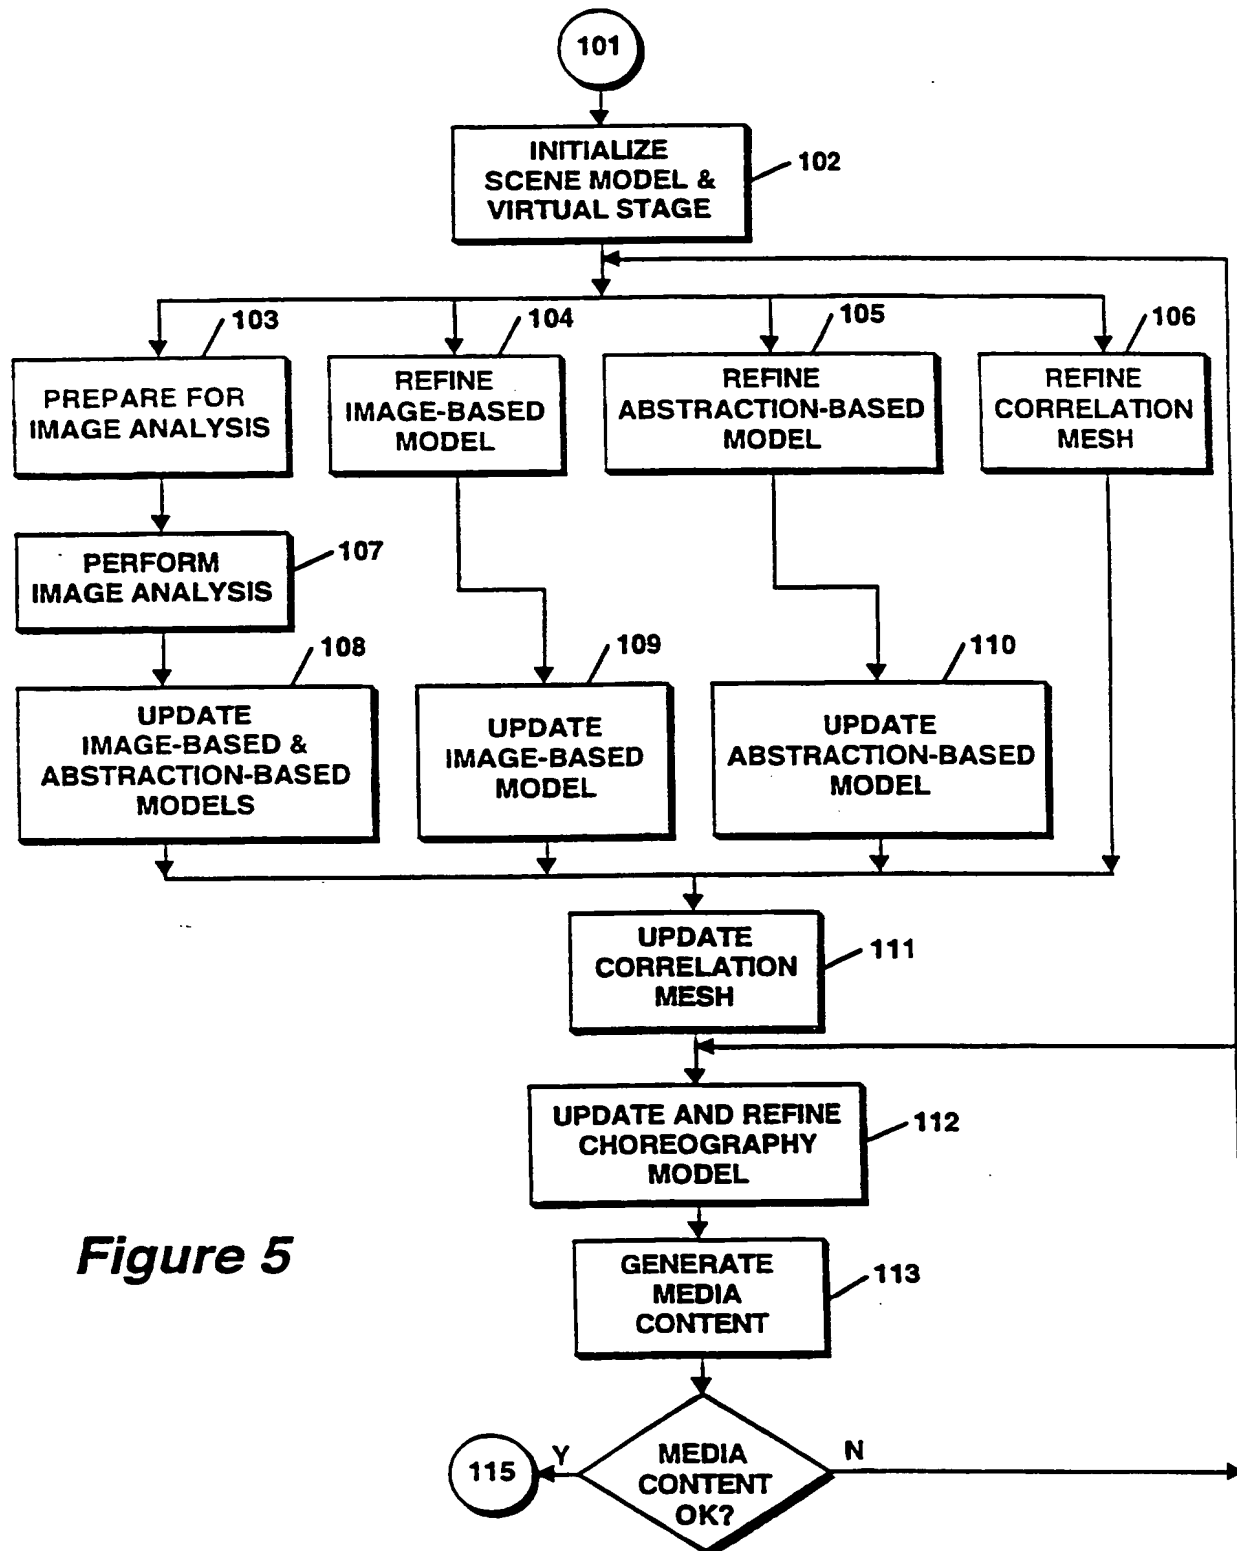 101
INITIALIZE
SCENE MODEL &
VIRTUAL STAGE
102
103
104
105
106
PREPARE FOR
IMAGE ANALYSIS
REFINE
IMAGE-BASED
MODEL
REFINE
ABSTRACTION-BASED
MODEL
REFINE
CORRELATION
MESH
PERFORM
IMAGE ANALYSIS
107
108
109
110
UPDATE
IMAGE-BASED &
ABSTRACTION-BASED
MODELS
UPDATE
IMAGE-BASED
MODEL
UPDATE
ABSTRACTION-BASED
MODEL
UPDATE
CORRELATION
MESH
111
UPDATE AND REFINE
CHOREOGRAPHY
MODEL
112
Figure 5
GENERATE
MEDIA
CONTENT
113
115
Y
MEDIA
CONTENT
OK?
N